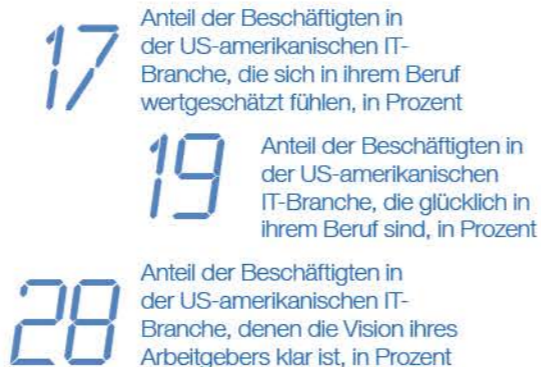 17
Anteil der Beschäftigten in
der US-amerikanischen IT-
Branche, die sich in ihrem Beruf
wertgeschätzt fühlen, in Prozent
19
Anteil der Beschäftigten in
der US-amerikanischen
IT-Branche, die glücklich in
ihrem Beruf sind, in Prozent
28
Anteil der Beschäftigten in
der US-amerikanischen IT-
Branche, denen die Vision ihres
Arbeitgebers klar ist, in Prozent